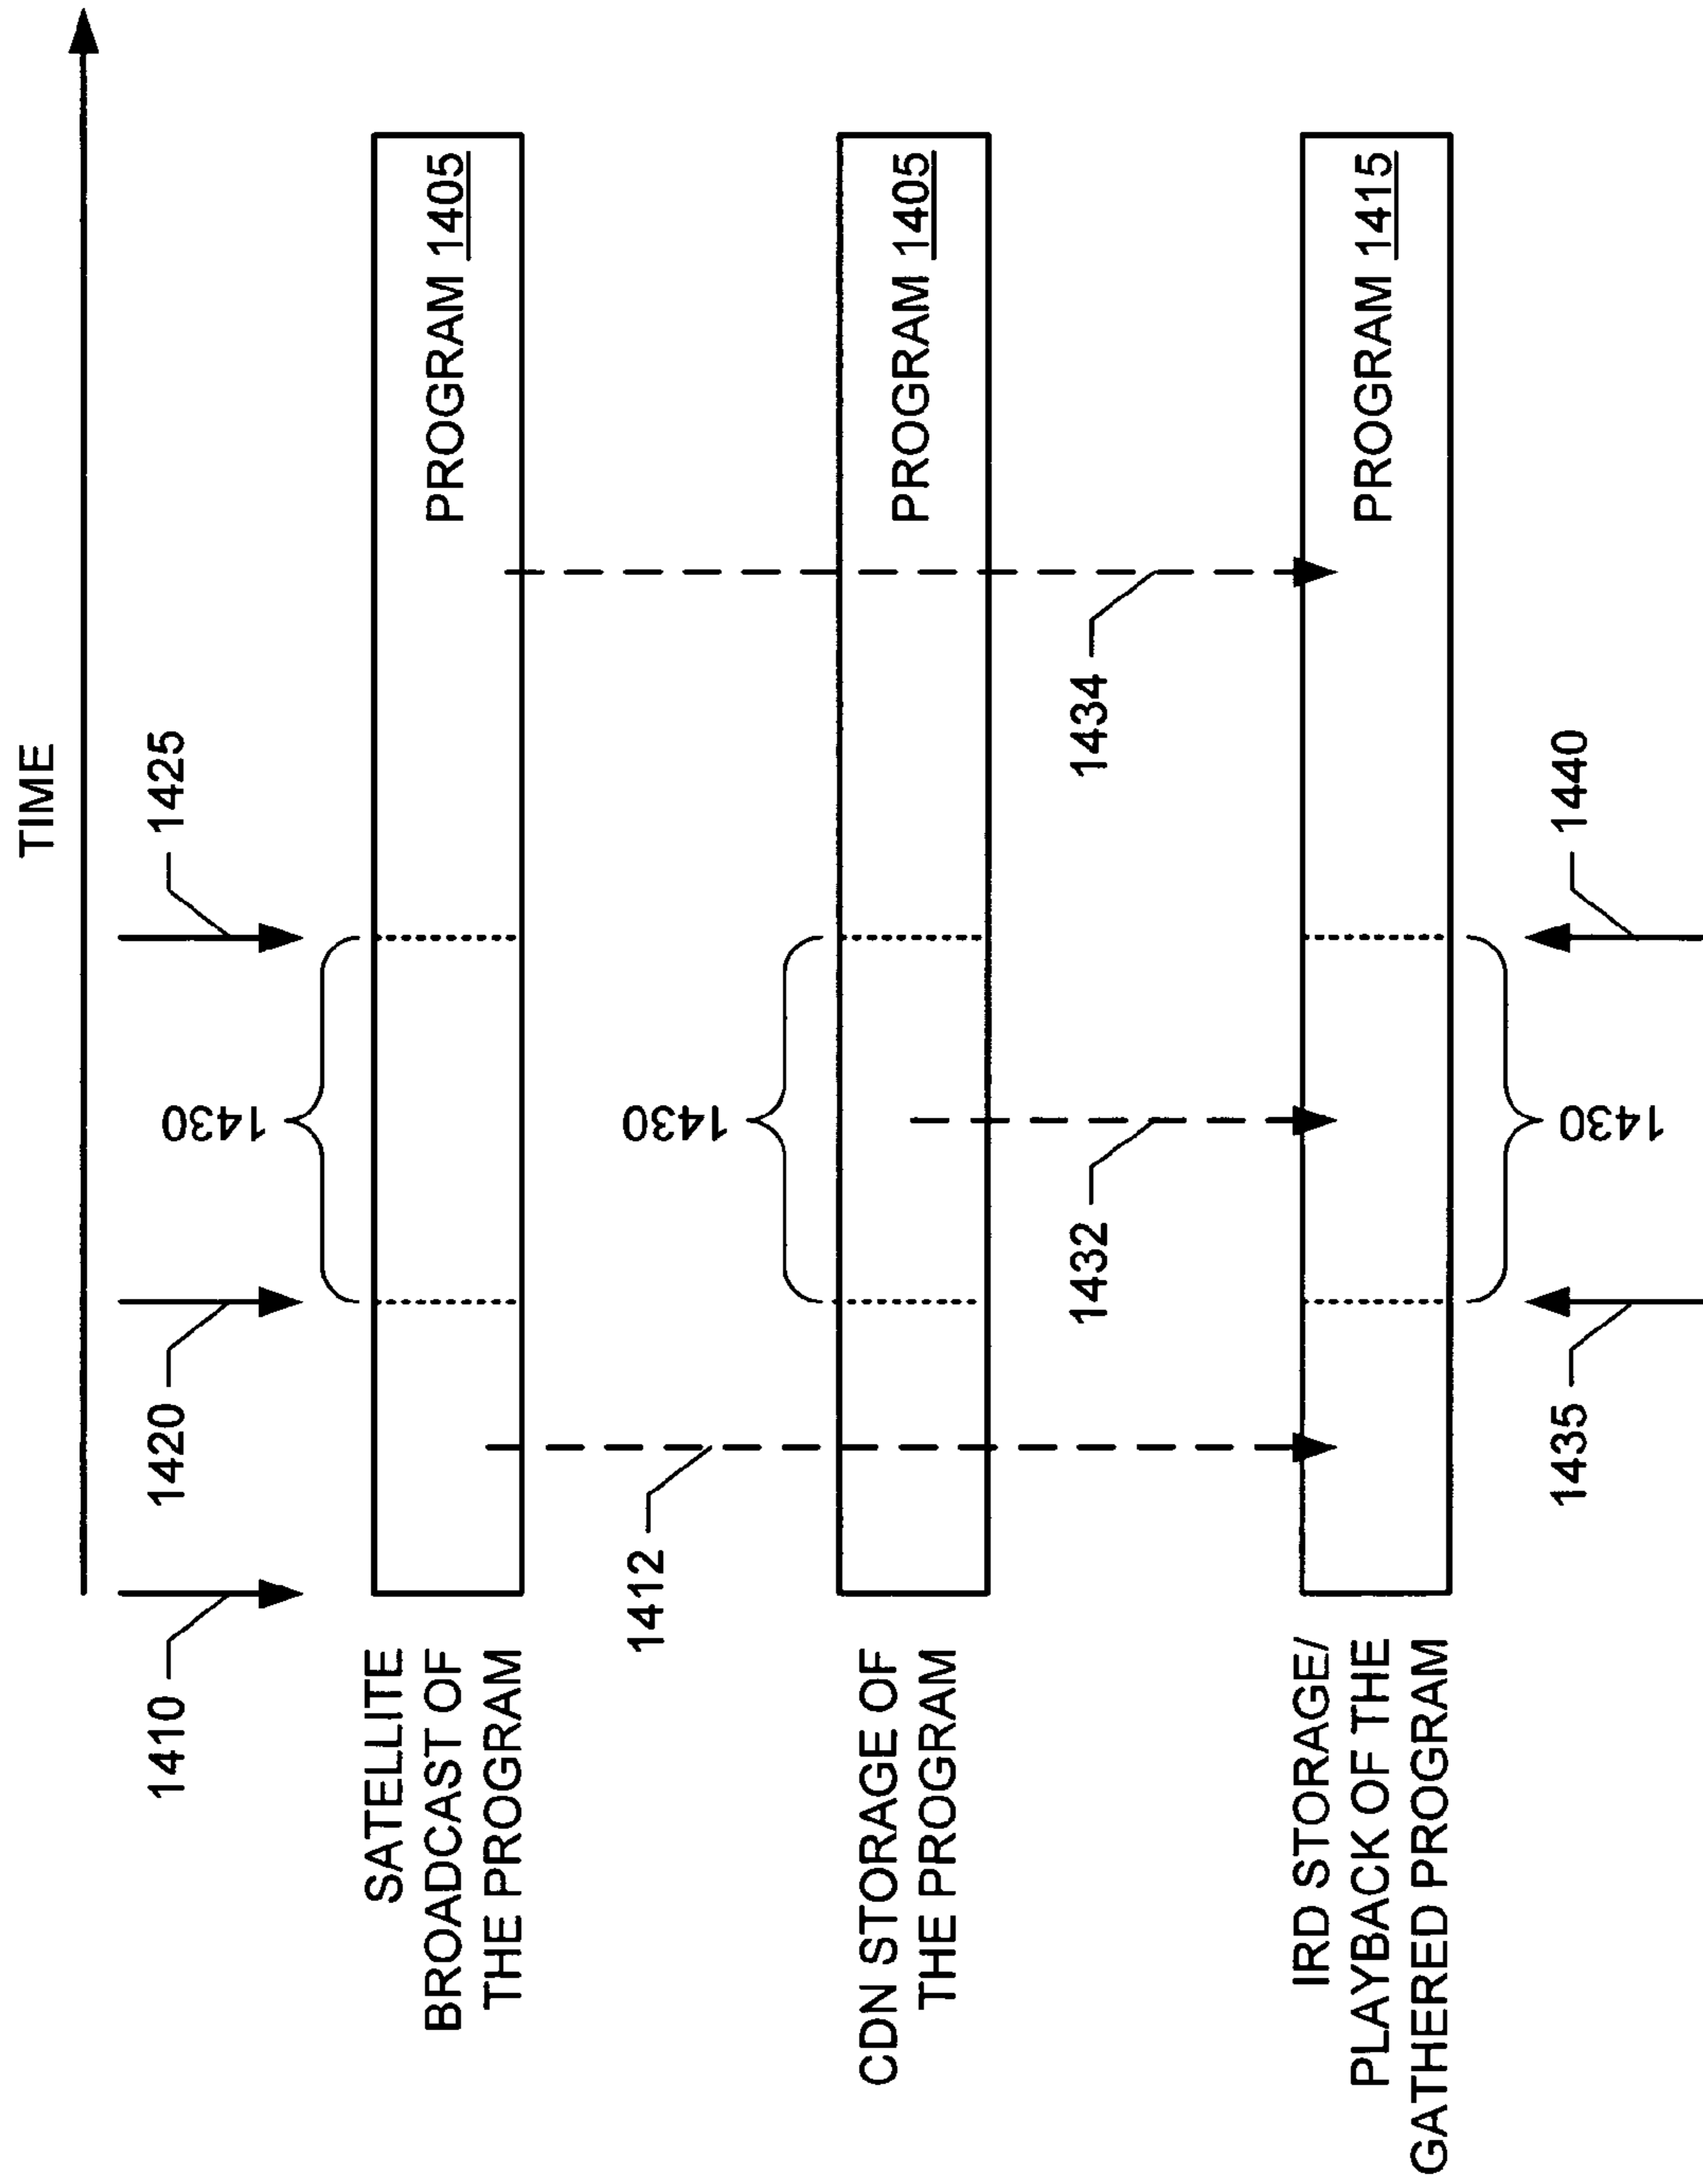 TIME
1410
1420
1425
1430
SATELLITE
BROADCAST OF
THE PROGRAM
PROGRAM 1405
1412
1430
CDN STORAGE OF
THE PROGRAM
PROGRAM 1405
1432
1434
IRD STORAGE/
PLAYBACK OF THE
GATHERED PROGRAM
PROGRAM 1415
1430
1435
1440